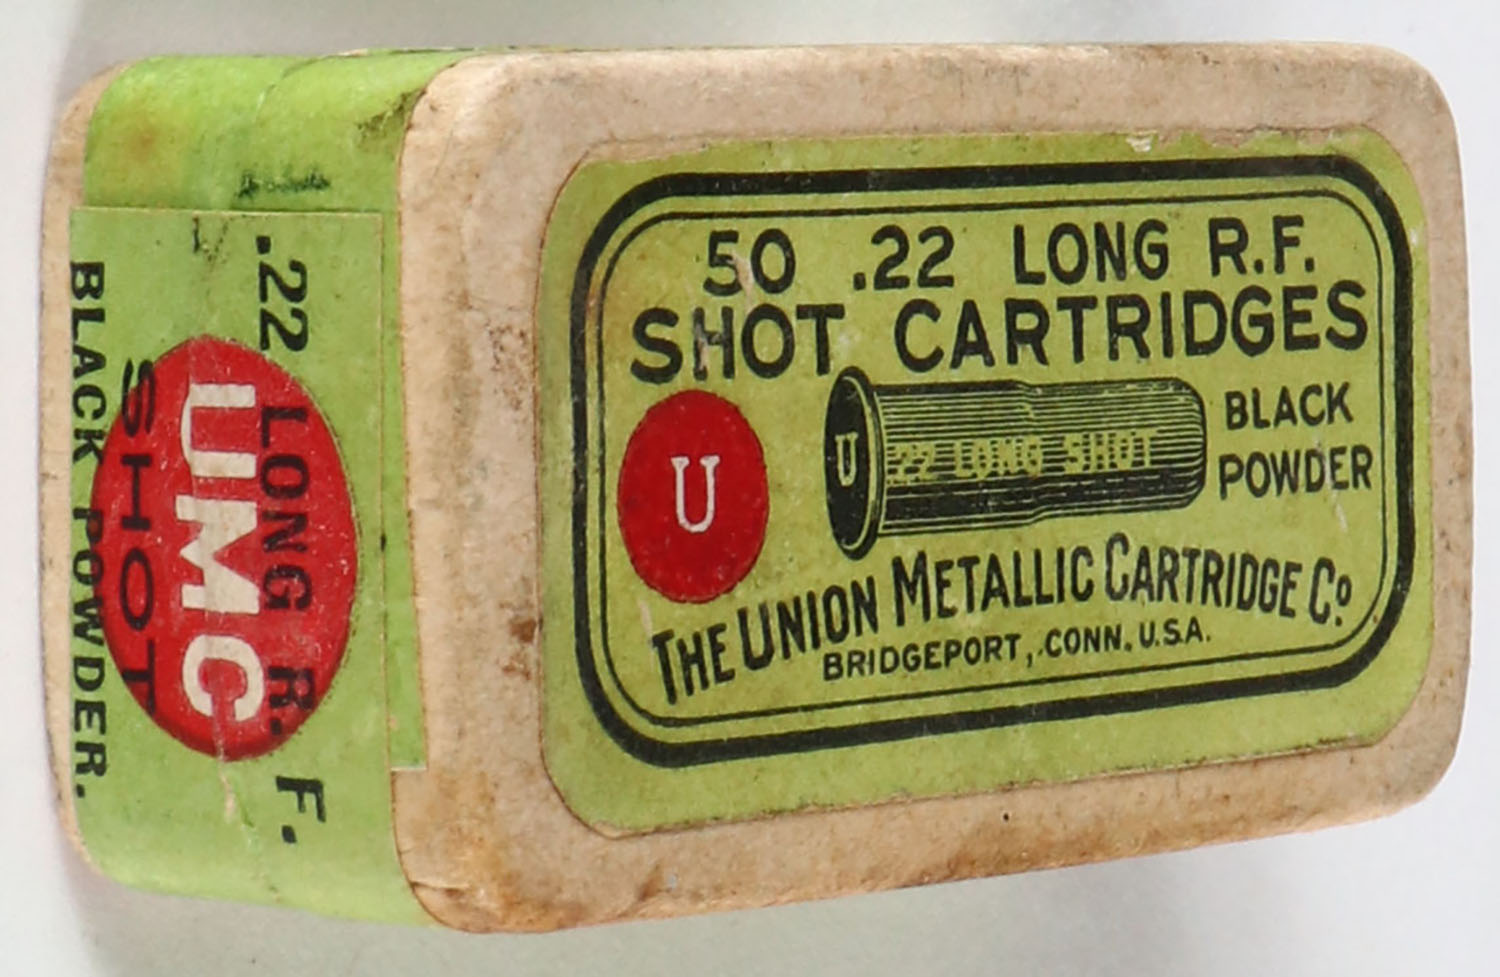 50 .22 LONG R.F.
SHOT CARTRIDGES
U
U
22 LONG SHOT
BLACK
POWDER
THE UNION METALLIC CARTRIDGE Co.
BRIDGEPORT, CONN. U.S.A.
.22 LONG R. F.
UMC
SHOT
BLACK POWDER.